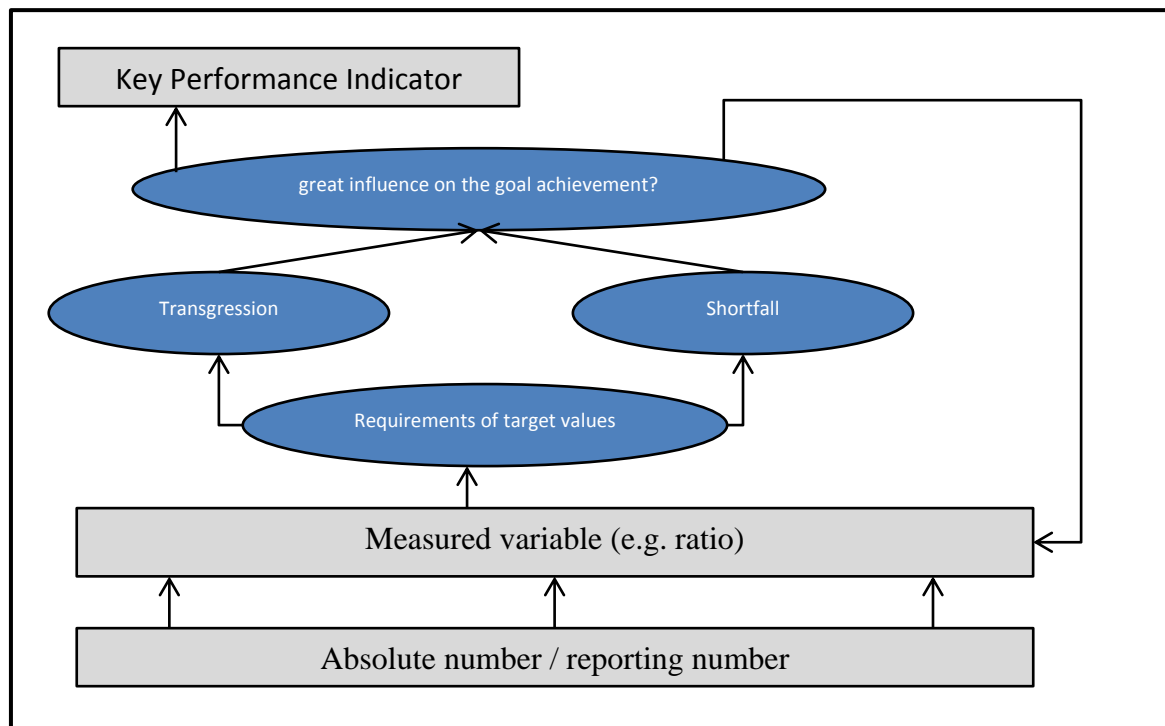 Key Performance Indicator
great influence on the goal achievement?
Transgression
Shortfall
Requirements of target values
Measured variable (e.g. ratio)
Absolute number / reporting number